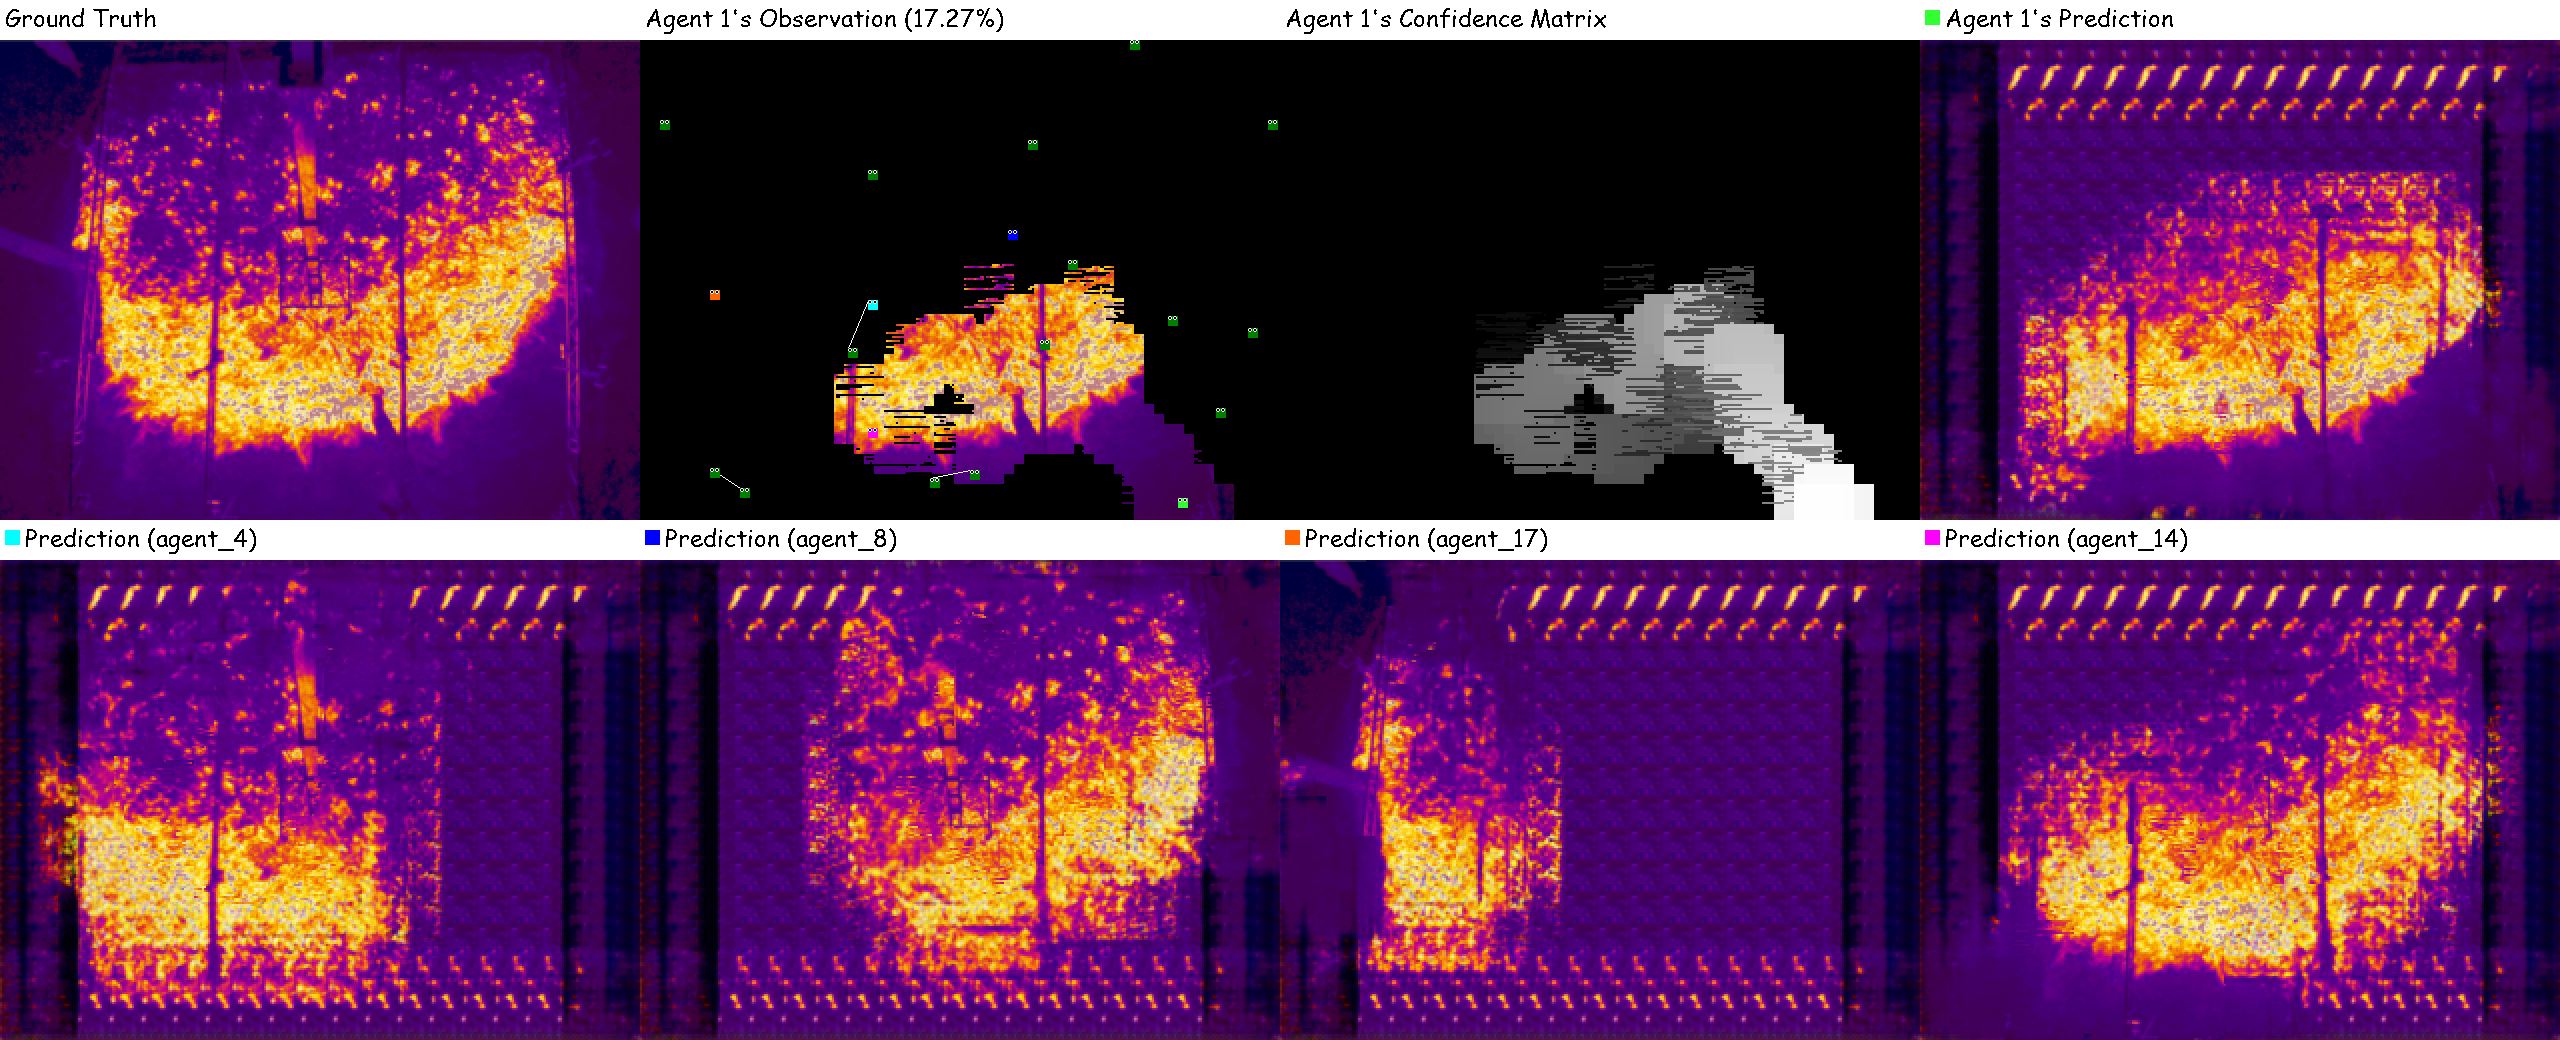 Ground Truth
Agent 1's Observation (17.27%)
Agent 1's Confidence Matrix
Agent 1's Prediction
Prediction (agent_4)
Prediction (agent_8)
Prediction (agent_17)
Prediction (agent_14)